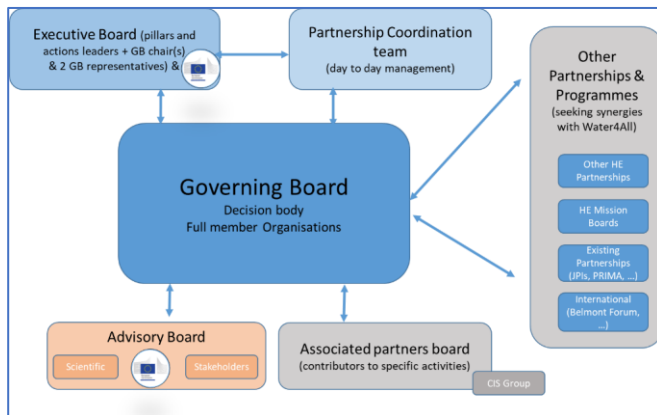 Executive Board (pillars and
actions leaders + GB chair(s)
& 2 GB representatives) &
Partnership Coordination
team
(day to day management)
Other
Partnerships &
Programmes
(seeking synergies
with Water4All)
Other HE
Partnerships
HE Mission
Boards
Existing
Partnerships
(JPIs, PRIMA, ...)
International
(Belmont Forum,
...)
Governing Board
Decision body
Full member Organisations
Advisory Board
Scientific
Stakeholders
Associated partners board
(contributors to specific activities)
CIS Group